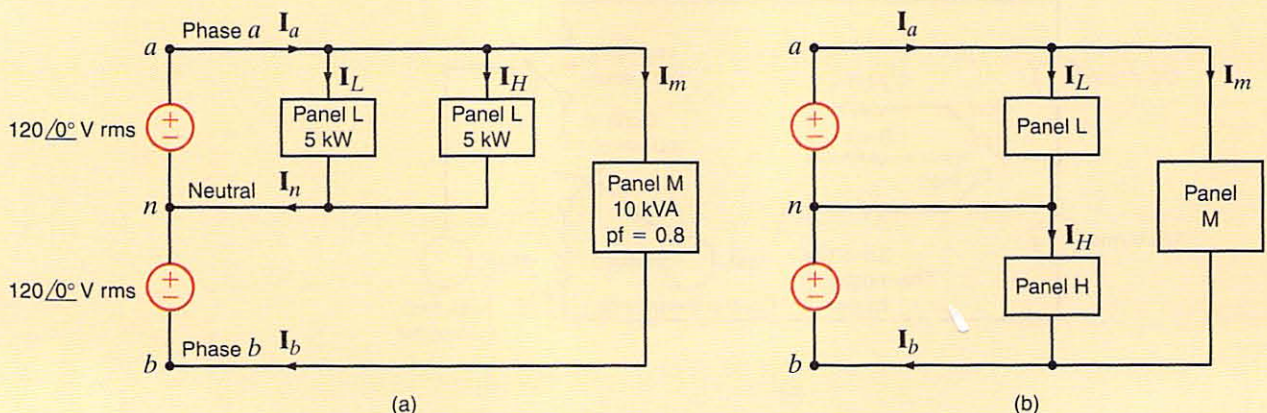 a Phase a I_a
I_L I_H I_m
120/0° V rms
+
−
Panel L
5 kW
Panel L
5 kW
n Neutral I_n
Panel M
10 kVA
pf = 0.8
120/0° V rms
+
−
b Phase b I_b
(a)
a I_a
I_L I_m
+
−
Panel L
n
Panel
M
I_H
+
−
Panel H
b I_b
(b)